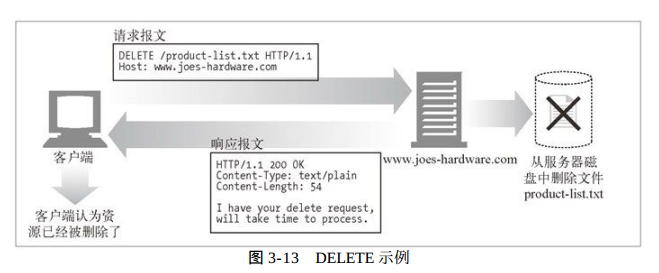 请求报文
DELETE /product-list.txt HTTP/1.1
Host: www.joes-hardware.com
客户端
响应报文
HTTP/1.1 200 OK
Content-Type: text/plain
Content-Length: 54
I have your delete request,
will take time to process.
www.joes-hardware.com
从服务器磁
盘中删除文件
product-list.txt
客户端认为资
源已经被删除了
图 3-13 DELETE 示例